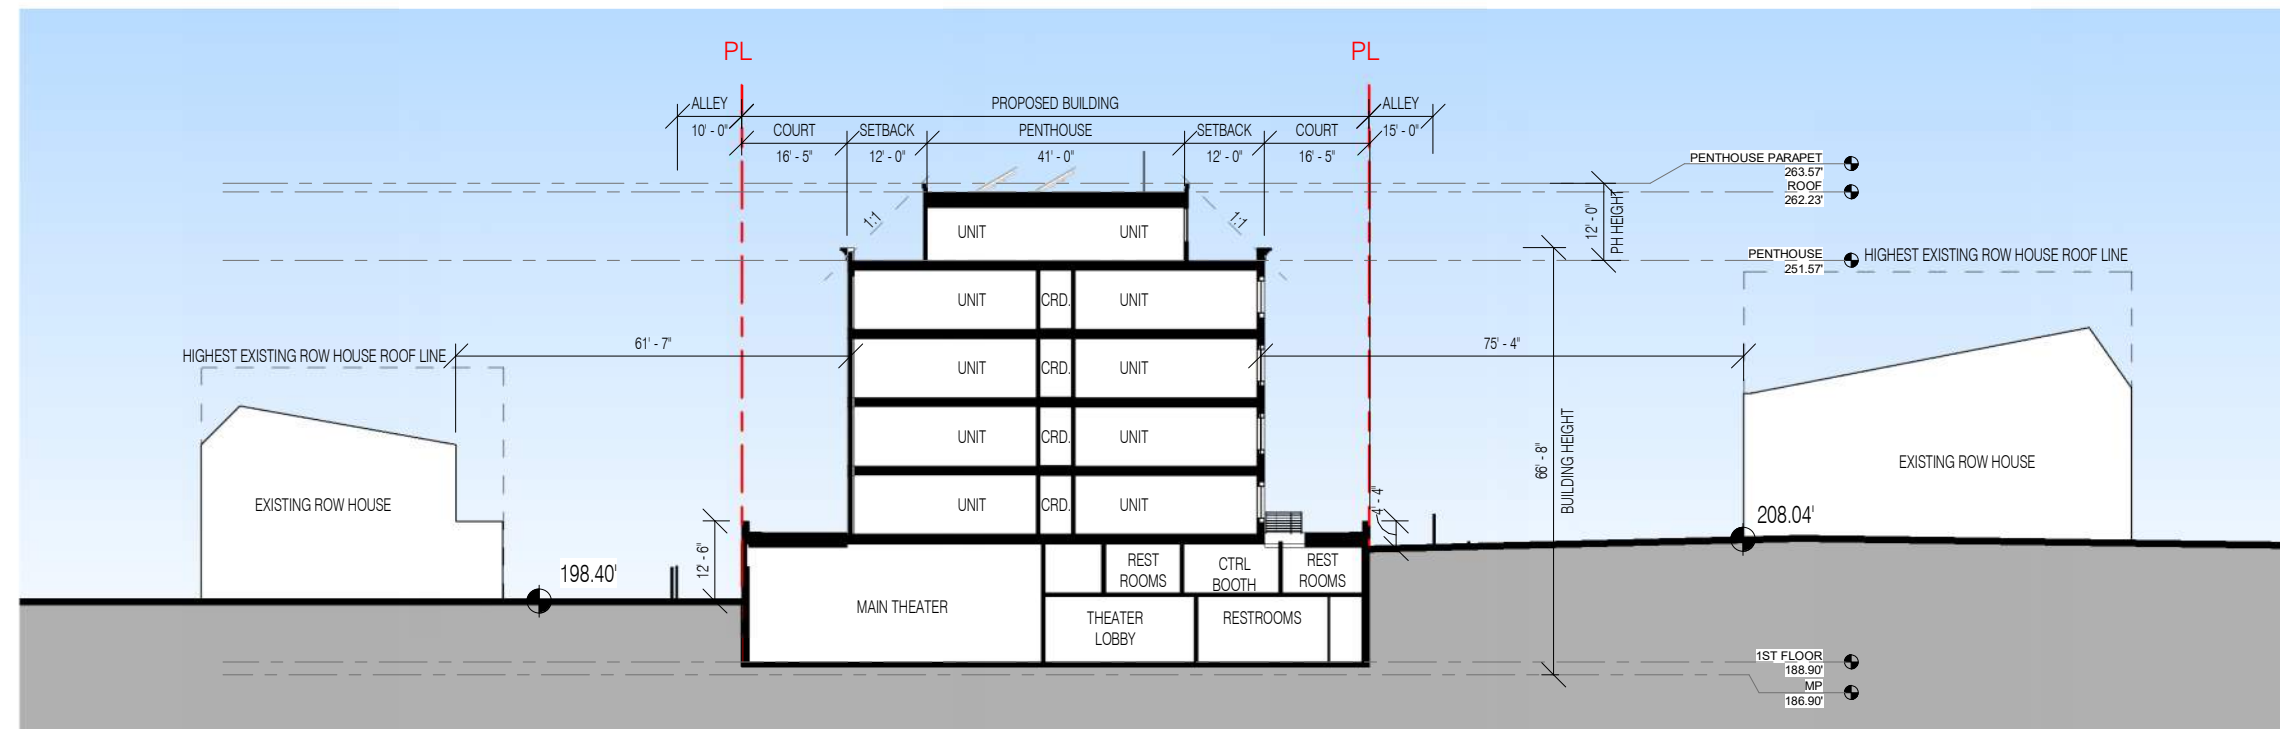 PL PL
ALLEY PROPOSED BUILDING ALLEY
10' - 0" COURT SETBACK PENTHOUSE SETBACK COURT 15' - 0"
16' - 5" 12' - 0" 41' - 0" 12' - 0" 16' - 5"
PENTHOUSE PARAPET
263.57'
ROOF
262.23'
1:1 1:1
12' - 0"
PH HEIGHT
UNIT UNIT
PENTHOUSE HIGHEST EXISTING ROW HOUSE ROOF LINE
251.57'
UNIT CRD. UNIT
61' - 7" 75' - 4"
HIGHEST EXISTING ROW HOUSE ROOF LINE
UNIT CRD. UNIT
UNIT CRD. UNIT
66' - 8"
BUILDING HEIGHT
EXISTING ROW HOUSE
EXISTING ROW HOUSE
UNIT CRD. UNIT
4' - 4"
208.04'
12' - 6"
198.40'
REST
ROOMS
CTRL
BOOTH
REST
ROOMS
MAIN THEATER
THEATER
LOBBY
RESTROOMS
1ST FLOOR
188.90'
MP
186.90'